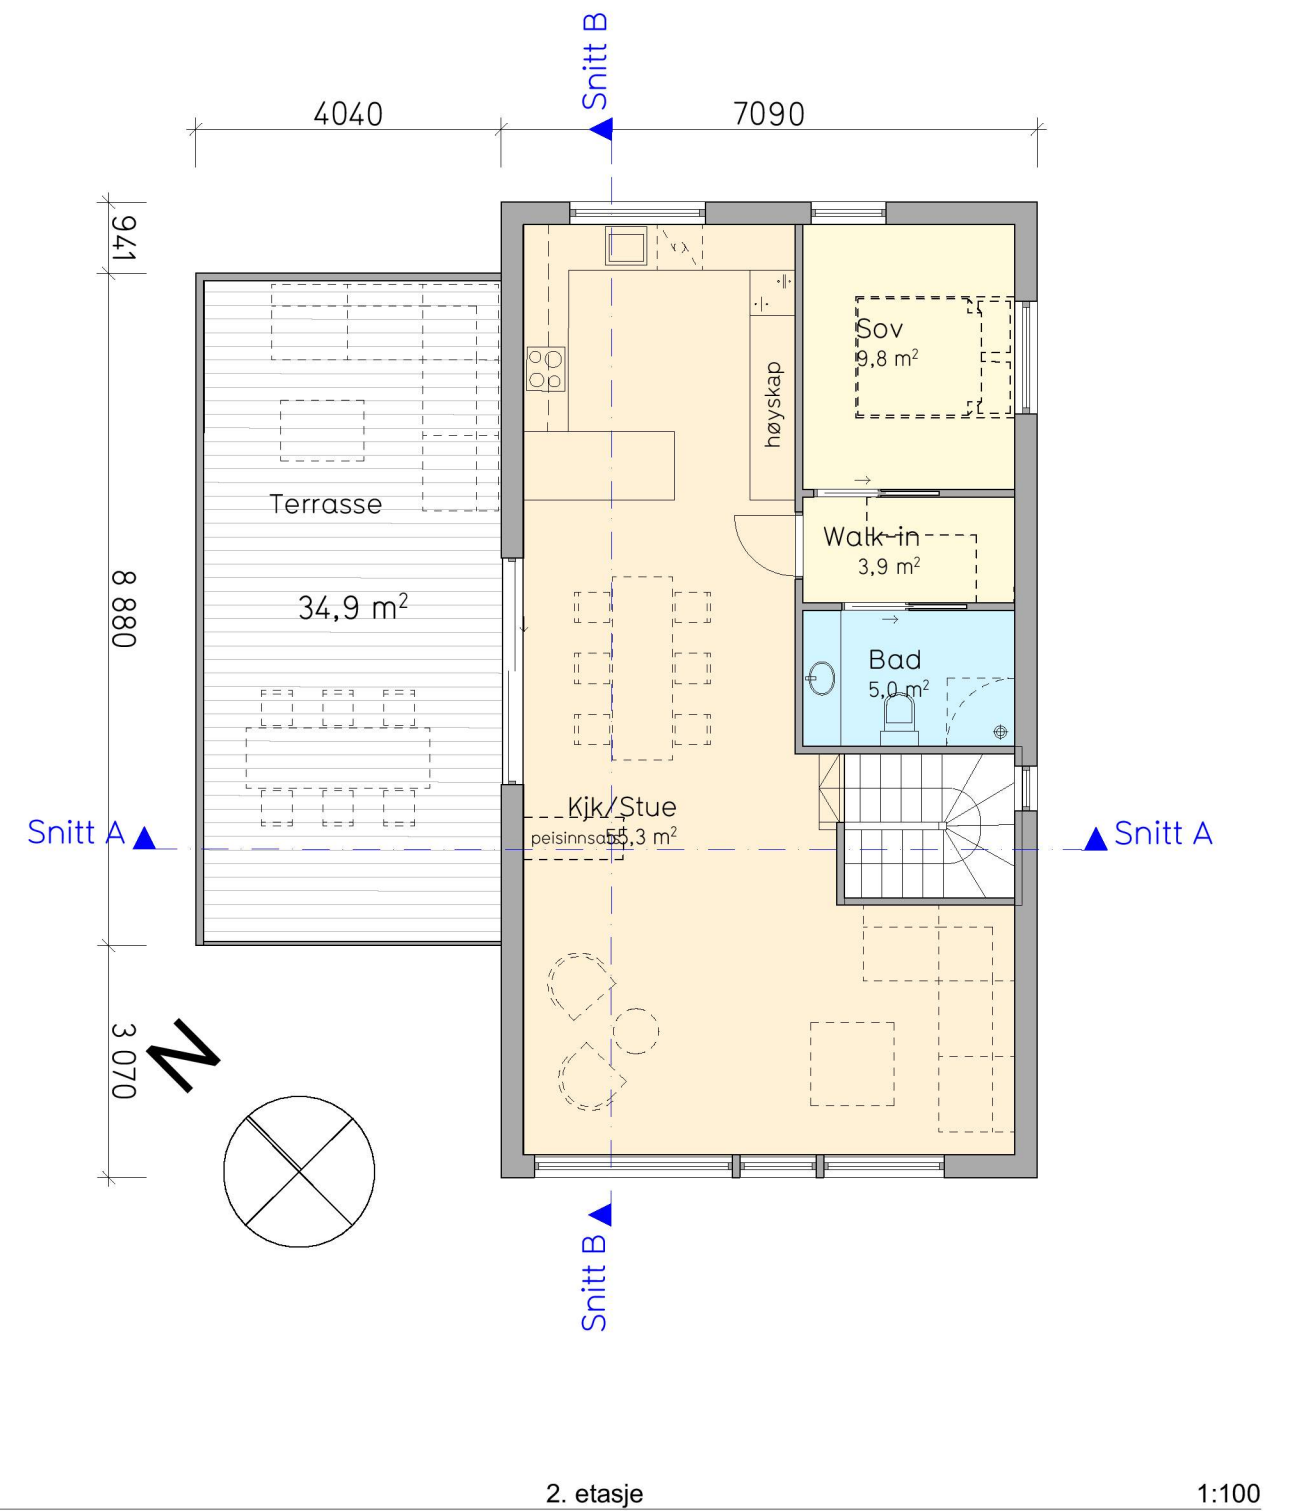 Snitt B
4040
7090
941
Sov
9,8 m²
høyskap
Terrasse
Walk-in
3,9 m²
8 880
34,9 m²
Bad
5,0 m²
Kjk/Stue
peisinnsats
55,3 m²
Snitt A
Snitt A
3 070
N
Snitt B
2. etasje
1:100